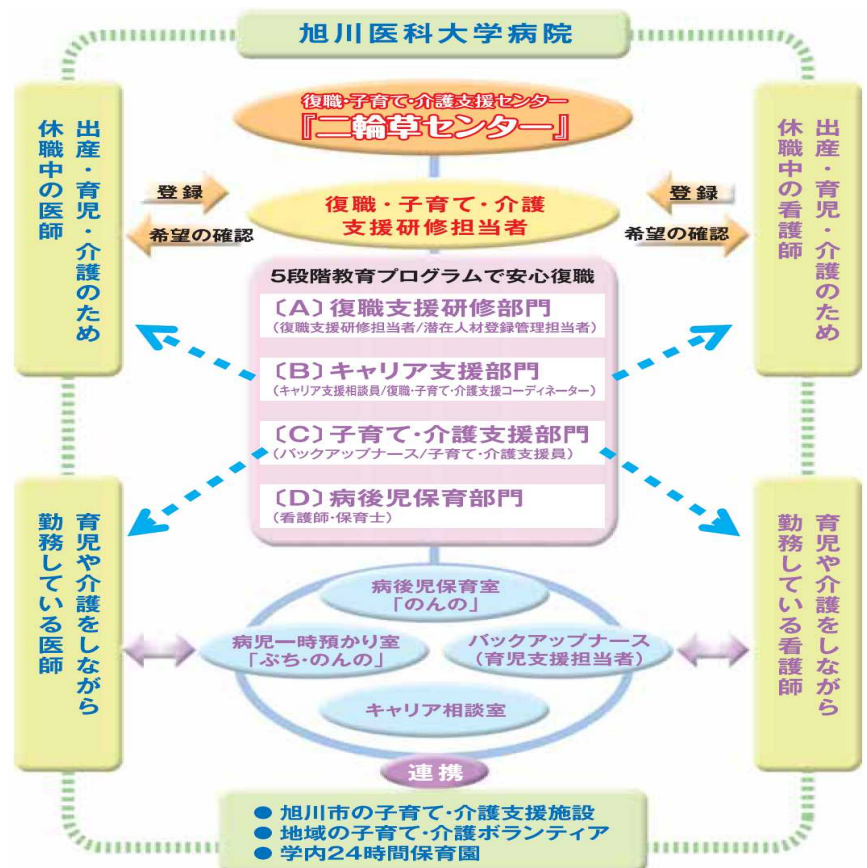 旭川医科大学病院
復職・子育て・介護支援センター
『二輪草センター』
出産・育児・介護のため
休職中の医師
登録
希望の確認
復職・子育て・介護
支援研修担当者
登録
希望の確認
出産・育児・介護のため
休職中の看護師
5段階教育プログラムで安心復職
〔A〕復職支援研修部門
(復職支援研修担当者/潜在人材登録管理担当者)
〔B〕キャリア支援部門
(キャリア支援相談員/復職・子育て・介護支援コーディネーター)
〔C〕子育て・介護支援部門
(バックアップナース/子育て・介護支援員)
〔D〕病後児保育部門
(看護師・保育士)
育児や介護をしながら
勤務している医師
病後児保育室
「のんの」
病児一時預かり室
「ぷち・のんの」
バックアップナース
(育児支援担当者)
キャリア相談室
育児や介護をしながら
勤務している看護師
連携
● 旭川市の子育て・介護支援施設
● 地域の子育て・介護ボランティア
● 学内24時間保育園